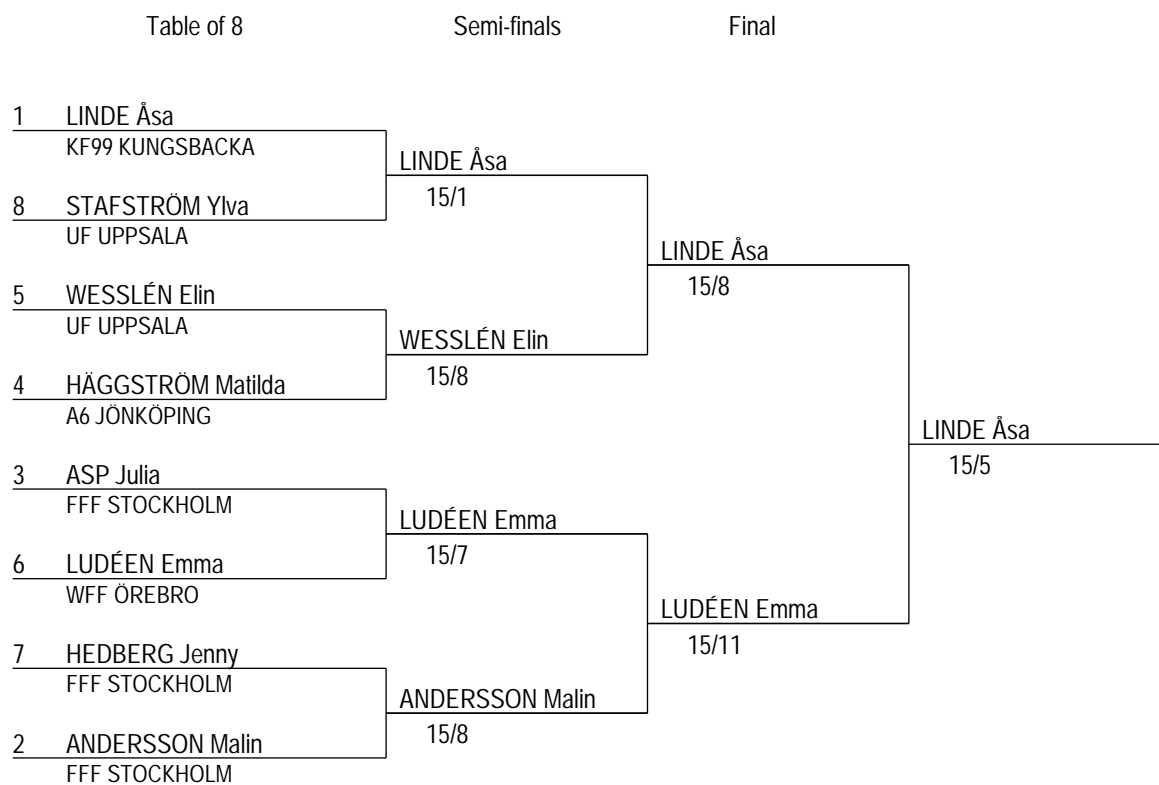 Table of 8 Semi-finals Final
1 LINDE Åsa
KF99 KUNGSBACKA
LINDE Åsa
15/1
8 STAFSTRÖM Ylva
UF UPPSALA
LINDE Åsa
15/8
5 WESSLÉN Elin
UF UPPSALA
WESSLÉN Elin
15/8
4 HÄGGSTRÖM Matilda
A6 JÖNKÖPING
LINDE Åsa
15/5
3 ASP Julia
FFF STOCKHOLM
LUDÉEN Emma
15/7
6 LUDÉEN Emma
WFF ÖREBRO
LUDÉEN Emma
15/11
7 HEDBERG Jenny
FFF STOCKHOLM
ANDERSSON Malin
15/8
2 ANDERSSON Malin
FFF STOCKHOLM